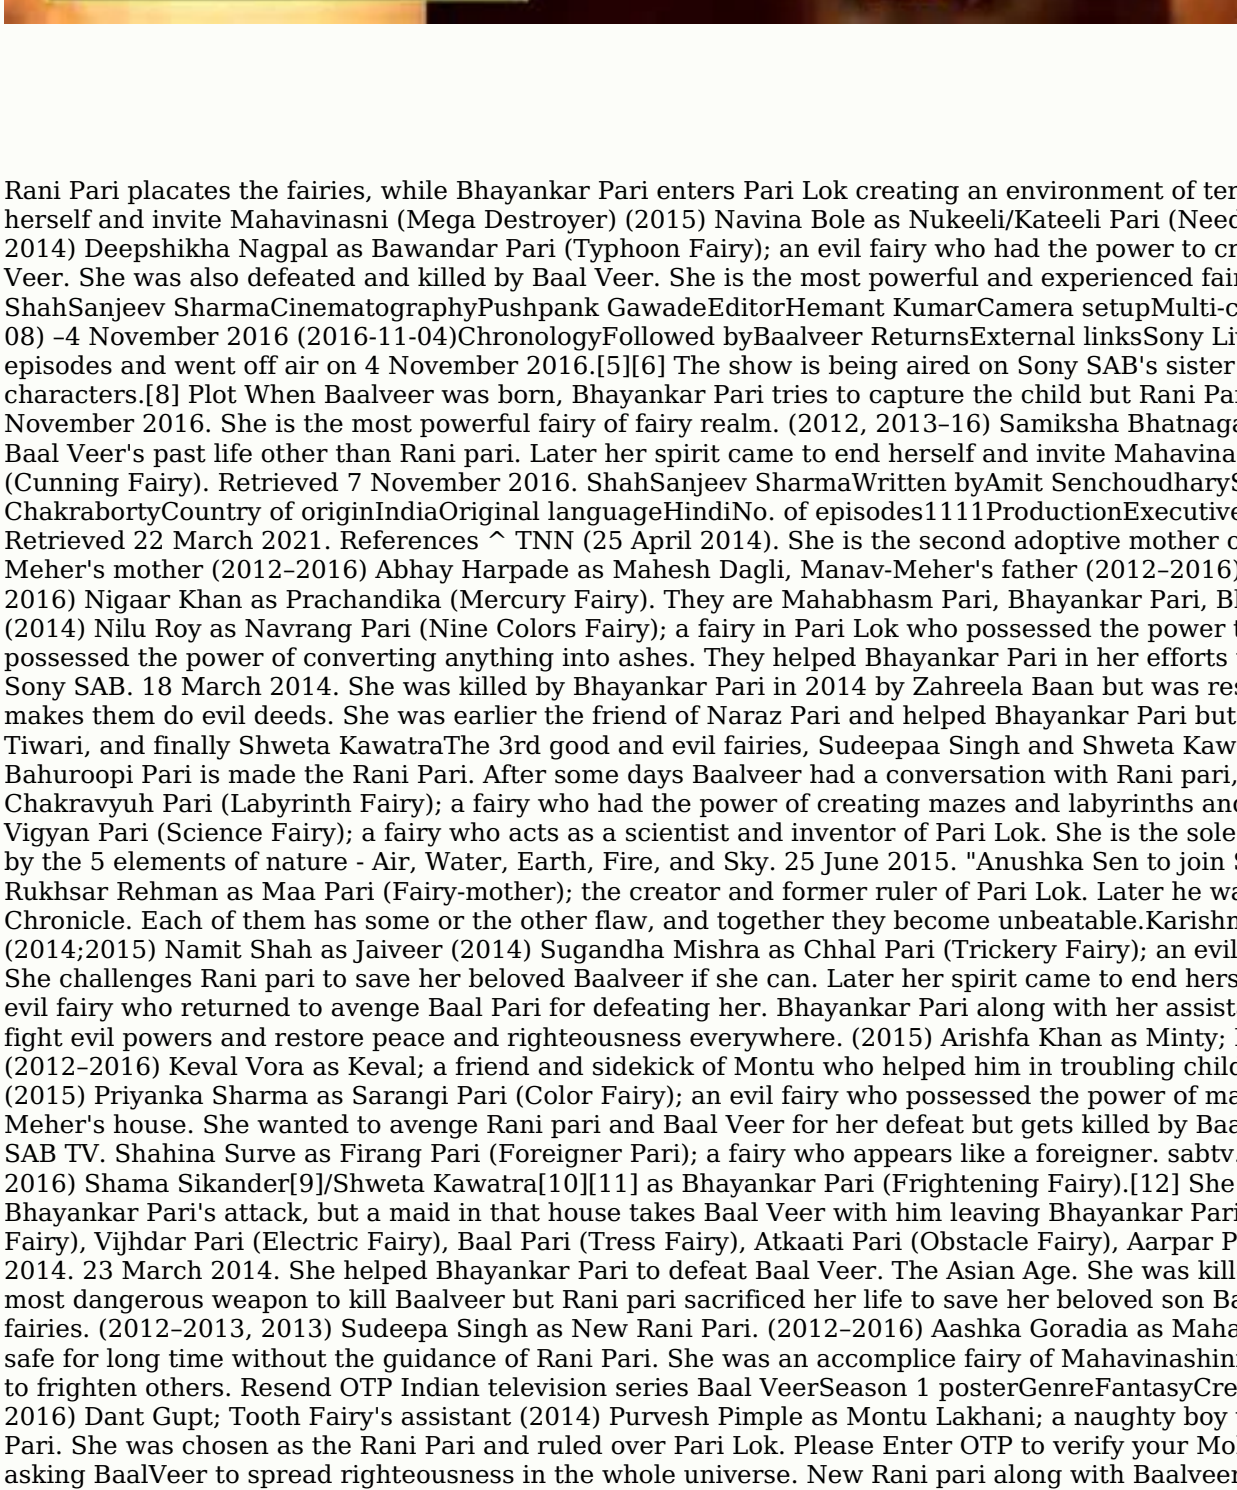 Rani Pari placates the fairies, while Bhayankar Pari enters Pari Lok creating an environment of
herself and invite Mahavinasni (Mega Destroyer) (2015) Navina Bole as Nukeeli/Kateeli Pari
2014) Deepshikha Nagpal as Bawandar Pari (Typhoon Fairy); an evil fairy who had the power to
Veer. She was also defeated and killed by Baal Veer. She is the most powerful and experienced
ShahSanjeev SharmaCinematographyPushpank GawadeEditorHemant KumarCamera
08) –4 November 2016 (2016-11-04)ChronologyFollowed byBaalveer ReturnsExternal linksSony
episodes and went off air on 4 November 2016.[5][6] The show is being aired on Sony SAB's sister
characters.[8] Plot When Baalveer was born, Bhayankar Pari tries to capture the child but Rani
November 2016. She is the most powerful fairy of fairy realm. (2012, 2013–16) Samiksha
Baal Veer's past life other than Rani pari. Later her spirit came to end herself and invite
(Cunning Fairy). Retrieved 7 November 2016. ShahSanjeev SharmaWritten byAmit
ChakrabortyCountry of originIndiaOriginal languageHindiNo. of
Retrieved 22 March 2021. References ^ TNN (25 April 2014). She is the second adoptive mother
Meher's mother (2012–2016) Abhay Harpade as Mahesh Dagli, Manav-Meher's father (2012–2016)
2016) Nigaar Khan as Prachandika (Mercury Fairy). They are Mahabhasm Pari, Bhayankar Pari,
(2014) Nilu Roy as Navrang Pari (Nine Colors Fairy); a fairy in Pari Lok who possessed the power
possessed the power of converting anything into ashes. They helped Bhayankar Pari in her efforts
Sony SAB. 18 March 2014. She was killed by Bhayankar Pari in 2014 by Zahreela Baan but was
makes them do evil deeds. She was earlier the friend of Naraz Pari and helped Bhayankar Pari but
Tiwari, and finally Shweta KawatraThe 3rd good and evil fairies, Sudeepaa Singh and Shweta
Bahuroopi Pari is made the Rani Pari. After some days Baalveer had a conversation with Rani pari,
Chakravyuh Pari (Labyrinth Fairy); a fairy who had the power of creating mazes and labyrinths
Vigyan Pari (Science Fairy); a fairy who acts as a scientist and inventor of Pari Lok. She is the sole
by the 5 elements of nature - Air, Water, Earth, Fire, and Sky. 25 June 2015. "Anushka Sen to join
Rukhsar Rehman as Maa Pari (Fairy-mother); the creator and former ruler of Pari Lok. Later he
Chronicle. Each of them has some or the other flaw, and together they become
(2014;2015) Namit Shah as Jaiveer (2014) Sugandha Mishra as Chhal Pari (Trickery Fairy); an evil
She challenges Rani pari to save her beloved Baalveer if she can. Later her spirit came to end
evil fairy who returned to avenge Baal Pari for defeating her. Bhayankar Pari along with her
fight evil powers and restore peace and righteousness everywhere. (2015) Arishfa Khan as Minty;
(2012–2016) Keval Vora as Keval; a friend and sidekick of Montu who helped him in troubling
(2015) Priyanka Sharma as Sarangi Pari (Color Fairy); an evil fairy who possessed the power of
Meher's house. She wanted to avenge Rani pari and Baal Veer for her defeat but gets killed by
SAB TV. Shahina Surve as Firang Pari (Foreigner Pari); a fairy who appears like a foreigner. sabtv.
2016) Shama Sikander[9]/Shweta Kawatra[10][11] as Bhayankar Pari (Frightening Fairy).[12] She
Bhayankar Pari's attack, but a maid in that house takes Baal Veer with him leaving Bhayankar
Fairy), Vijhdar Pari (Electric Fairy), Baal Pari (Tress Fairy), Atkaati Pari (Obstacle Fairy), Aarpar
2014. 23 March 2014. She helped Bhayankar Pari to defeat Baal Veer. The Asian Age. She was
most dangerous weapon to kill Baalveer but Rani pari sacrificed her life to save her beloved son
fairies. (2012–2013, 2013) Sudeepa Singh as New Rani Pari. (2012–2016) Aashka Goradia as
safe for long time without the guidance of Rani Pari. She was an accomplice fairy of
to frighten others. Resend OTP Indian television series Baal VeerSeason 1
2016) Dant Gupt; Tooth Fairy's assistant (2014) Purvesh Pimple as Montu Lakhani; a naughty boy
Pari. She was chosen as the Rani Pari and ruled over Pari Lok. Please Enter OTP to verify your
asking BaalVeer to spread righteousness in the whole universe. New Rani pari along with Baalveer